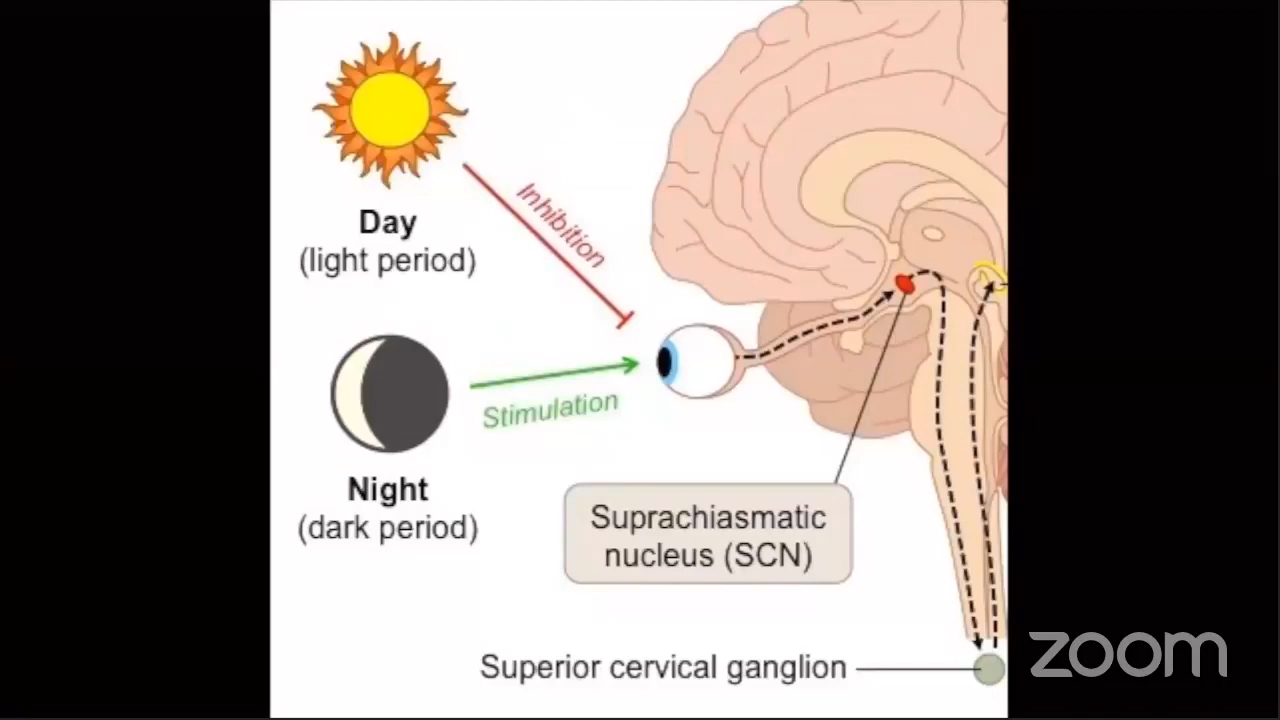 Inhibition
Day
(light period)
Stimulation
Night
(dark period)
Suprachiasmatic
nucleus (SCN)
Superior cervical ganglion
zoom